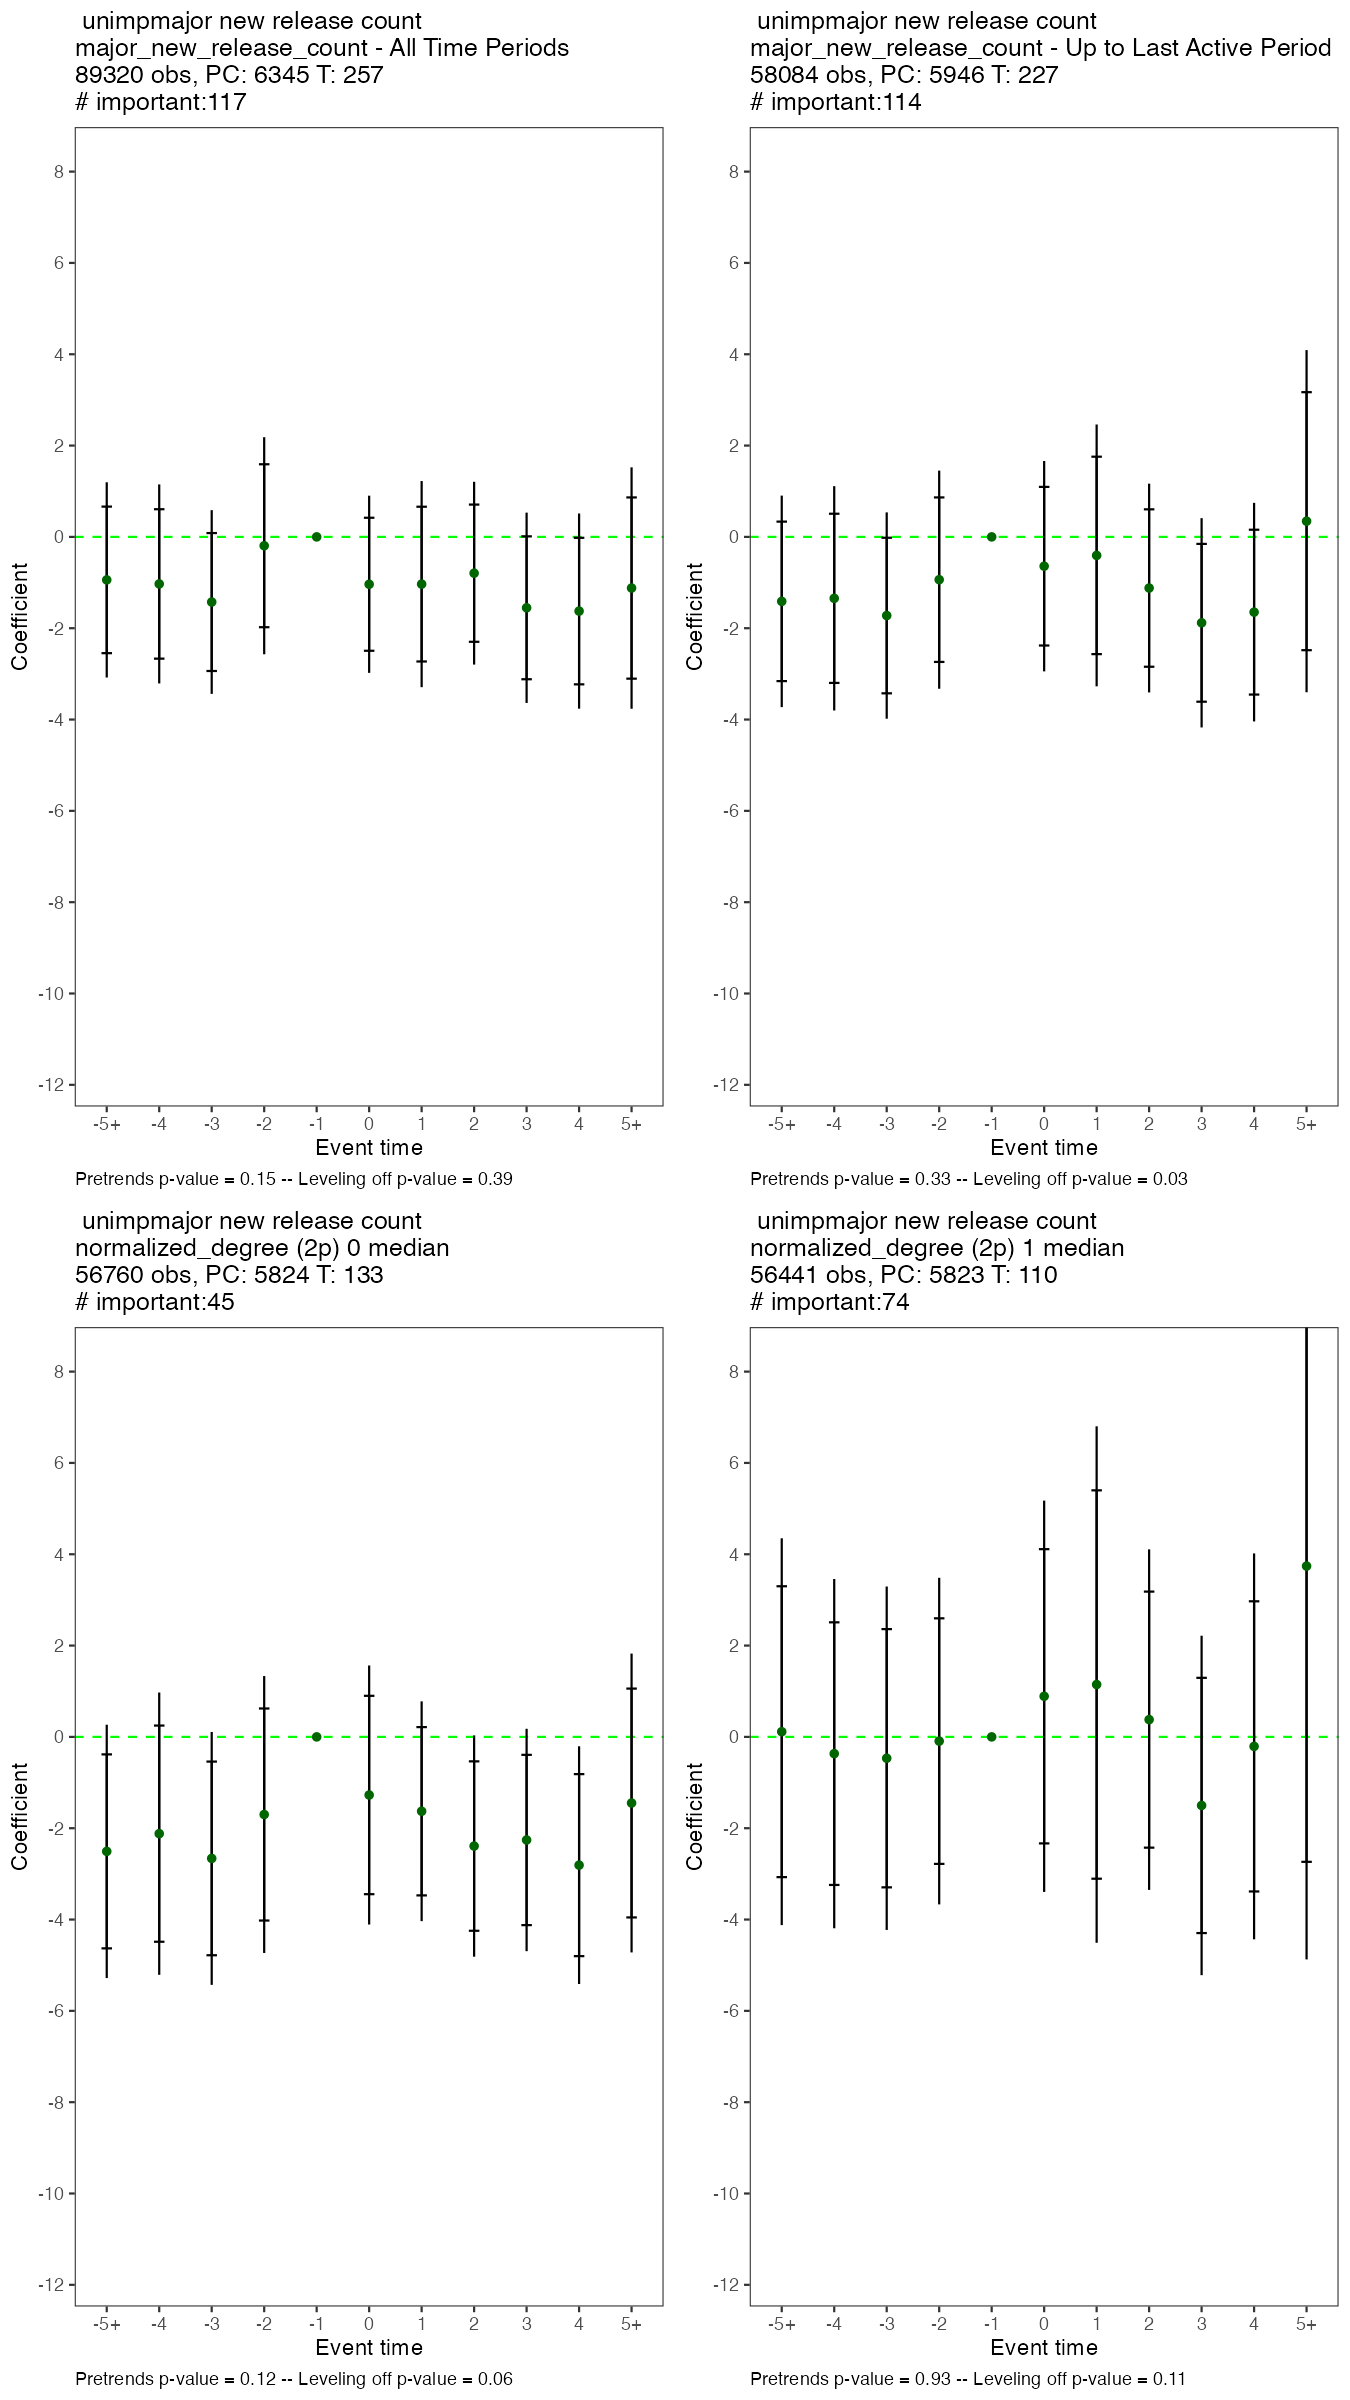 unimpmajor new release count
major_new_release_count - All Time Periods
89320 obs, PC: 6345 T: 257
# important:117
8
6
4
2
0
-2
-4
-6
-8
-10
-12
Coefficient
-5+ -4 -3 -2 -1 0 1 2 3 4 5+
Event time
Pretrends p-value = 0.15 -- Leveling off p-value = 0.39
unimpmajor new release count
major_new_release_count - Up to Last Active Period
58084 obs, PC: 5946 T: 227
# important:114
8
6
4
2
0
-2
-4
-6
-8
-10
-12
Coefficient
-5+ -4 -3 -2 -1 0 1 2 3 4 5+
Event time
Pretrends p-value = 0.33 -- Leveling off p-value = 0.03
unimpmajor new release count
normalized_degree (2p) 0 median
56760 obs, PC: 5824 T: 133
# important:45
8
6
4
2
0
-2
-4
-6
-8
-10
-12
Coefficient
-5+ -4 -3 -2 -1 0 1 2 3 4 5+
Event time
Pretrends p-value = 0.12 -- Leveling off p-value = 0.06
unimpmajor new release count
normalized_degree (2p) 1 median
56441 obs, PC: 5823 T: 110
# important:74
8
6
4
2
0
-2
-4
-6
-8
-10
-12
Coefficient
-5+ -4 -3 -2 -1 0 1 2 3 4 5+
Event time
Pretrends p-value = 0.93 -- Leveling off p-value = 0.11